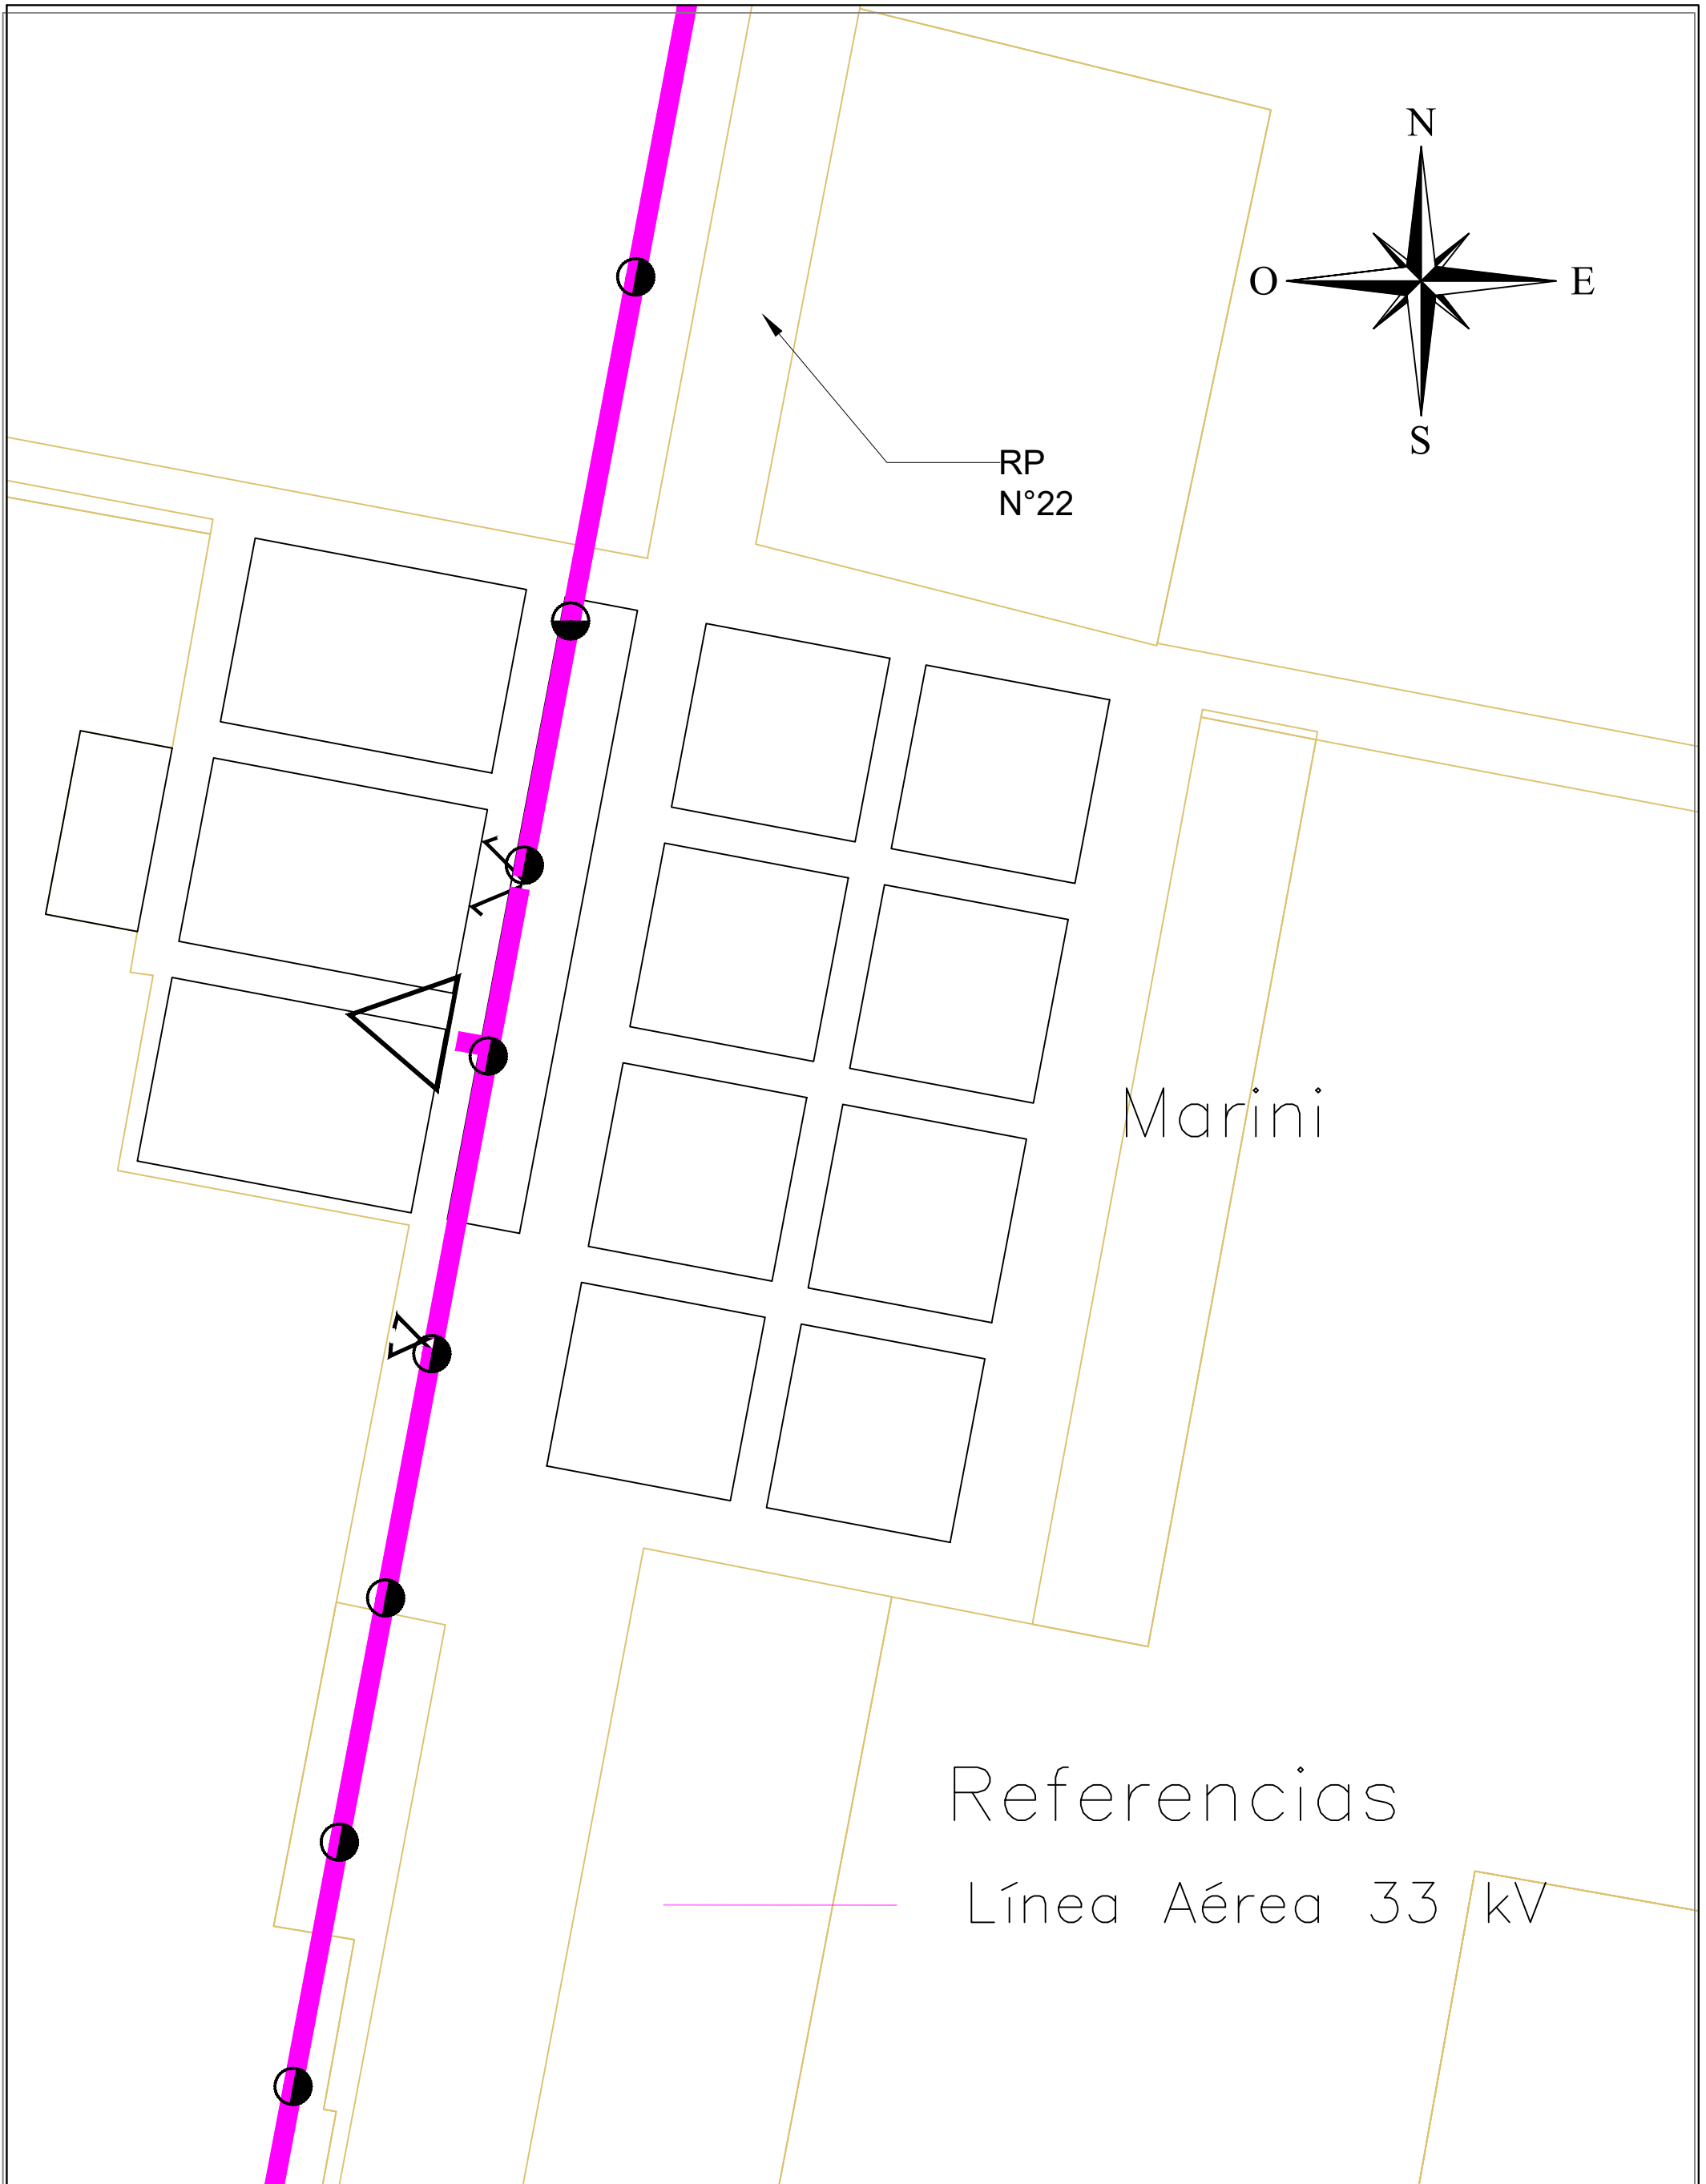 N
O
E
S
RP
N°22
Marini
Referencias
Línea Aérea 33 kV